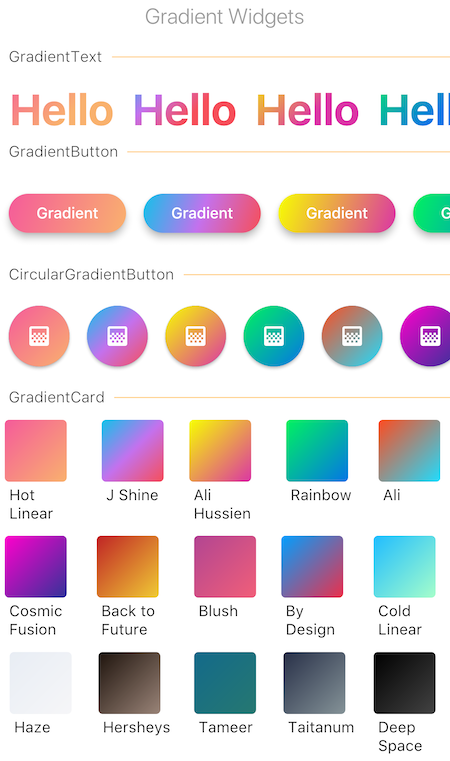 Gradient Widgets
GradientText
Hello Hello Hello Hell
GradientButton
Gradient Gradient Gradient G
CircularGradientButton
GradientCard
Hot Linear
J Shine
Ali Hussien
Rainbow
Ali
Cosmic Fusion
Back to Future
Blush
By Design
Cold Linear
Haze
Hersheys
Tameer
Taitanum
Deep Space